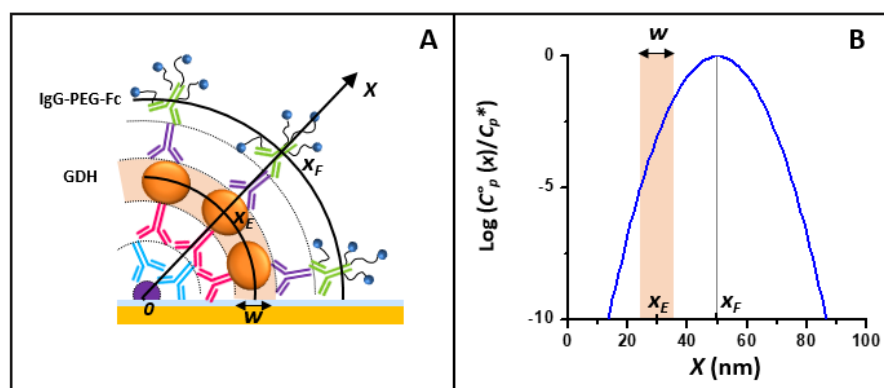 A
IgG-PEG-Fc
X
x_F
GDH
x_E
0
w
B
w
0
-5
-10
Log (C°_p (x)/C_p*)
x_E x_F
0 20 40 60 80 100
X (nm)